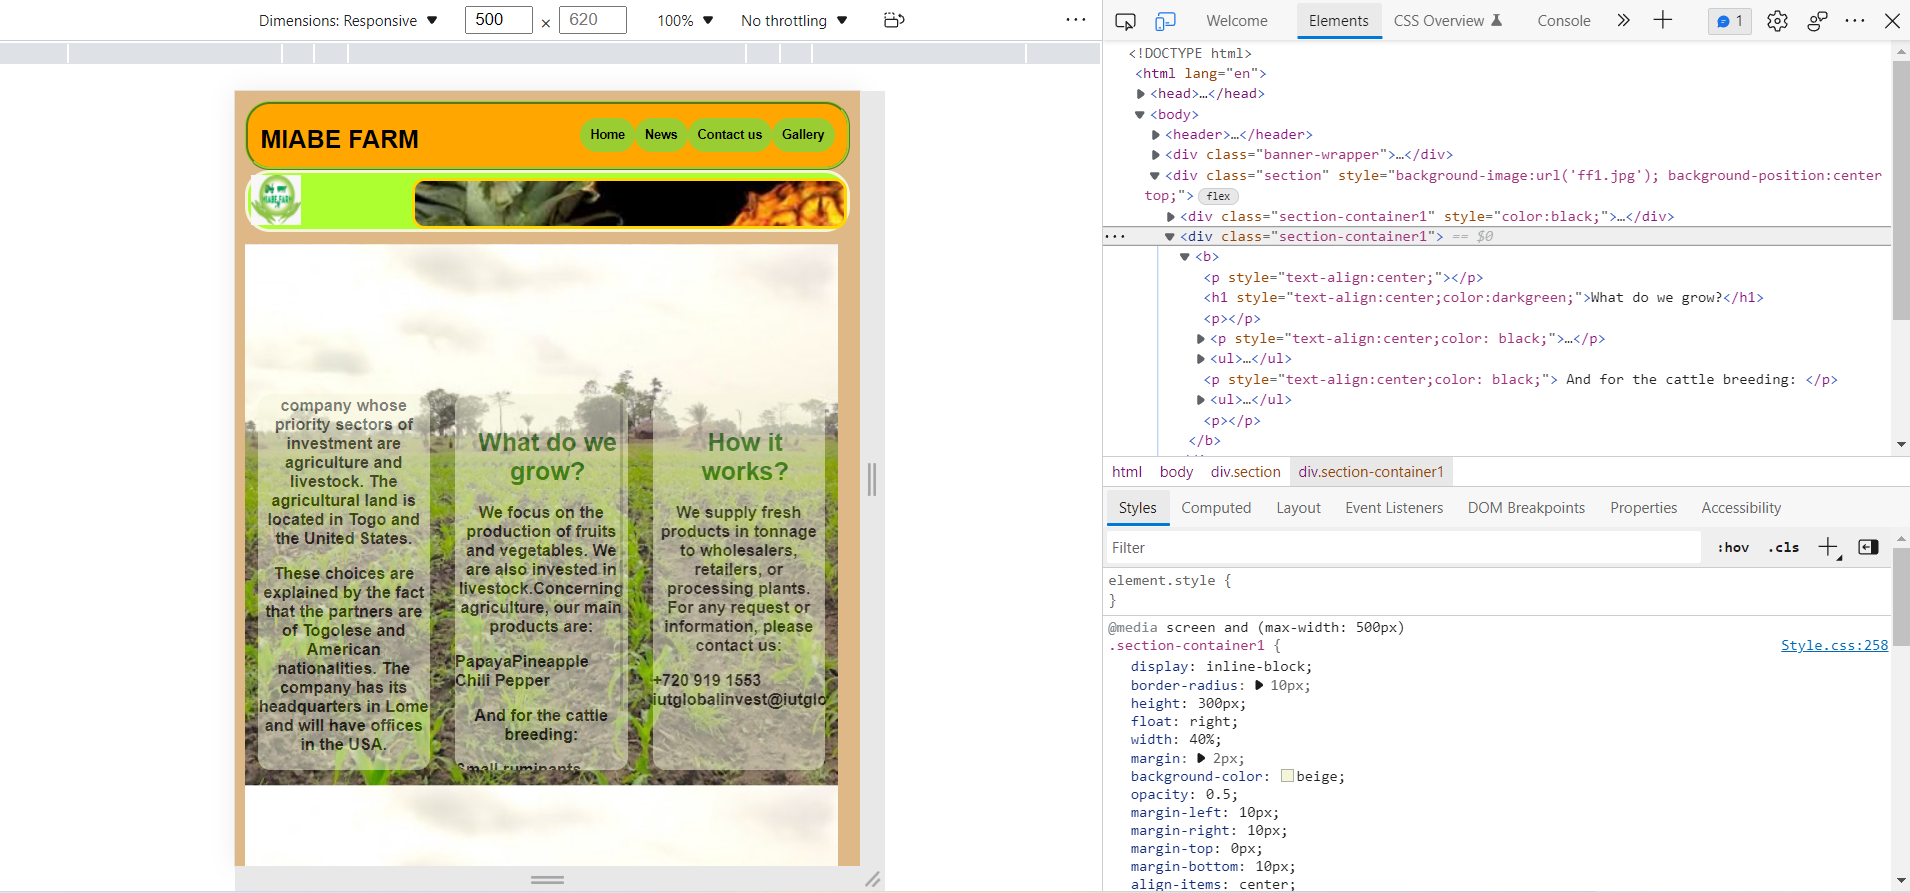 Dimensions: Responsive ▼ 500 × 620 100% ▼ No throttling ▼
Welcome Elements CSS Overview Console 1
MIABE FARM
Home News Contact us Gallery
MIABE FARM
company whose
priority sectors of
investment are
agriculture and
livestock. The
agricultural land is
located in Togo and
the United States.
These choices are
explained by the fact
that the partners are
of Togolese and
American
nationalities. The
company has its
headquarters in Lome
and will have offices
in the USA.
What do we
grow?
We focus on the
production of fruits
and vegetables. We
are also invested in
livestock.Concerning
agriculture, our main
products are:
PapayaPineapple
Chili Pepper
And for the cattle
breeding:
Small ruminants
How it
works?
We supply fresh
products in tonnage
to wholesalers,
retailers, or
processing plants.
For any request or
information, please
contact us:
+720 919 1553
iutglobalinvest@iutglo
<!DOCTYPE html>
<html lang="en">
<head>…</head>
<body>
<header>…</header>
<div class="banner-wrapper">…</div>
<div class="section" style="background-image:url('ff1.jpg'); background-position:center
top;"> flex
<div class="section-container1" style="color:black;">…</div>
··· <div class="section-container1"> == $0
<b>
<p style="text-align:center;"></p>
<h1 style="text-align:center;color:darkgreen;">What do we grow?</h1>
<p></p>
<p style="text-align:center;color: black;">…</p>
<ul>…</ul>
<p style="text-align:center;color: black;"> And for the cattle breeding: </p>
<ul>…</ul>
<p></p>
</b>
html body div.section div.section-container1
Styles Computed Layout Event Listeners DOM Breakpoints Properties Accessibility
Filter :hov .cls
element.style {
}
@media screen and (max-width: 500px)
.section-container1 { Style.css:258
display: inline-block;
border-radius: 10px;
height: 300px;
float: right;
width: 40%;
margin: 2px;
background-color: beige;
opacity: 0.5;
margin-left: 10px;
margin-right: 10px;
margin-top: 0px;
margin-bottom: 10px;
align-items: center;